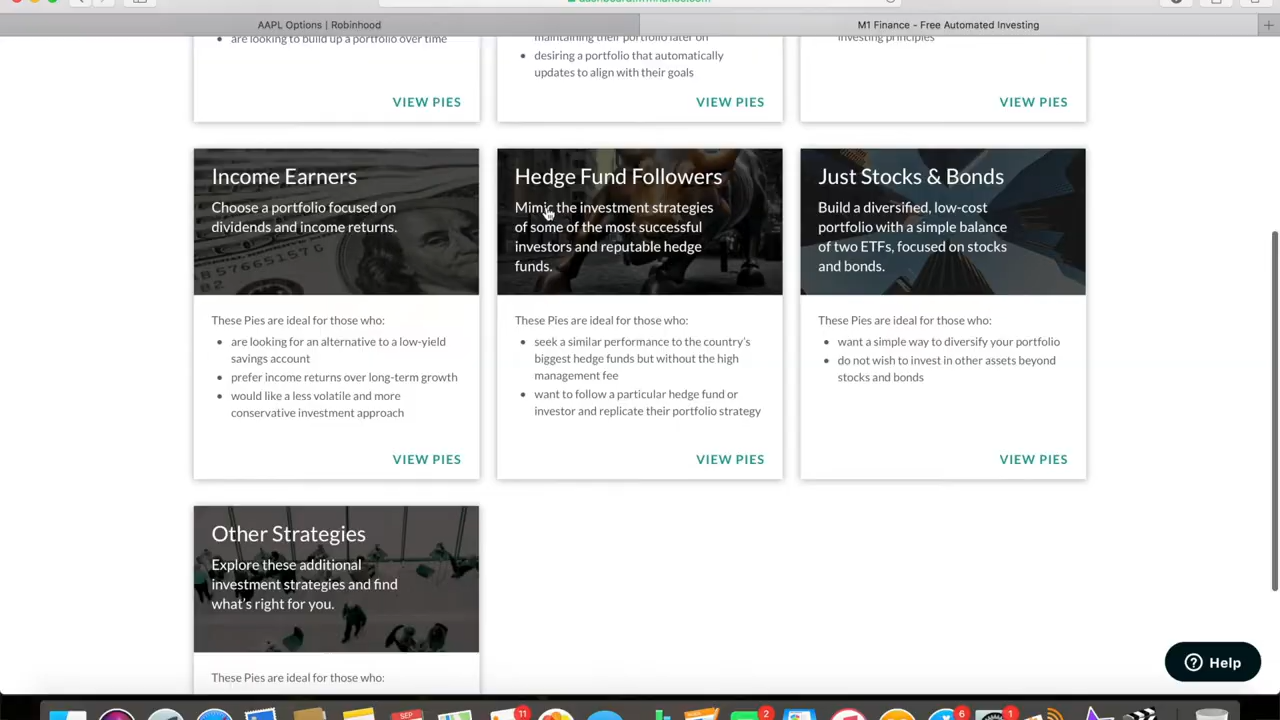 AAPL Options | Robinhood
M1 Finance - Free Automated Investing
are looking to build up a portfolio over time
maintaining their portfolio later on
investing principles
desiring a portfolio that automatically
updates to align with their goals
VIEW PIES
VIEW PIES
VIEW PIES
Income Earners
Choose a portfolio focused on
dividends and income returns.
These Pies are ideal for those who:
are looking for an alternative to a low-yield
savings account
prefer income returns over long-term growth
would like a less volatile and more
conservative investment approach
VIEW PIES
Hedge Fund Followers
Mimic the investment strategies
of some of the most successful
investors and reputable hedge
funds.
These Pies are ideal for those who:
seek a similar performance to the country's
biggest hedge funds but without the high
management fee
want to follow a particular hedge fund or
investor and replicate their portfolio strategy
VIEW PIES
Just Stocks & Bonds
Build a diversified, low-cost
portfolio with a simple balance
of two ETFs, focused on stocks
and bonds.
These Pies are ideal for those who:
want a simple way to diversify your portfolio
do not wish to invest in other assets beyond
stocks and bonds
VIEW PIES
Other Strategies
Explore these additional
investment strategies and find
what's right for you.
These Pies are ideal for those who:
Help
SEP
11
2
6
1